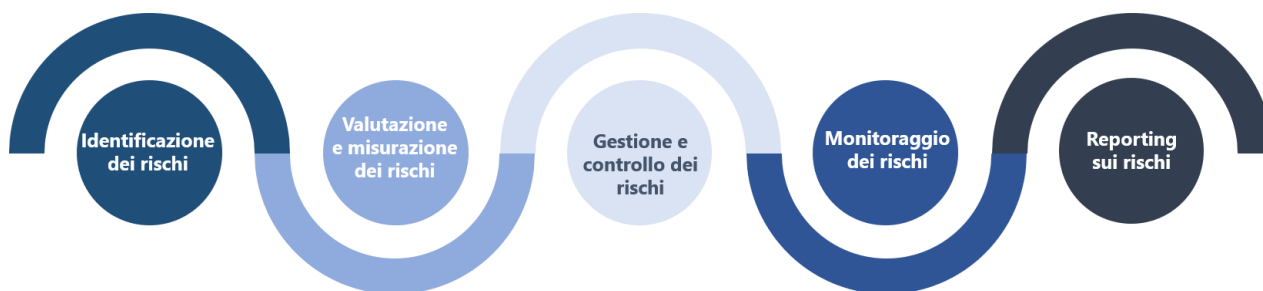 Identificazione
dei rischi
Valutazione
e misurazione
dei rischi
Gestione e
controllo dei
rischi
Monitoraggio
dei rischi
Reporting
sui rischi